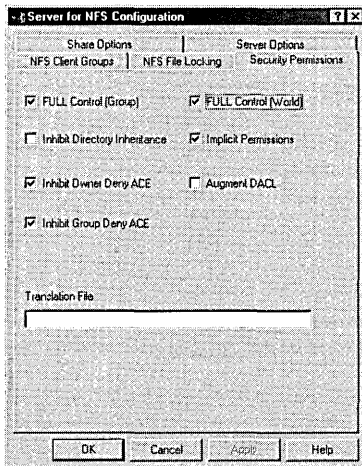 Server for NFS Configuration
Share Options Server Options
NFS Client Groups NFS File Locking Security Permissions
FULL Control (Group) FULL Control (World)
Inhibit Directory Inheritance Implicit Permissions
Inhibit Owner Deny ACE Augment DACL
Inhibit Group Deny ACE
Translation File
OK Cancel Apply Help